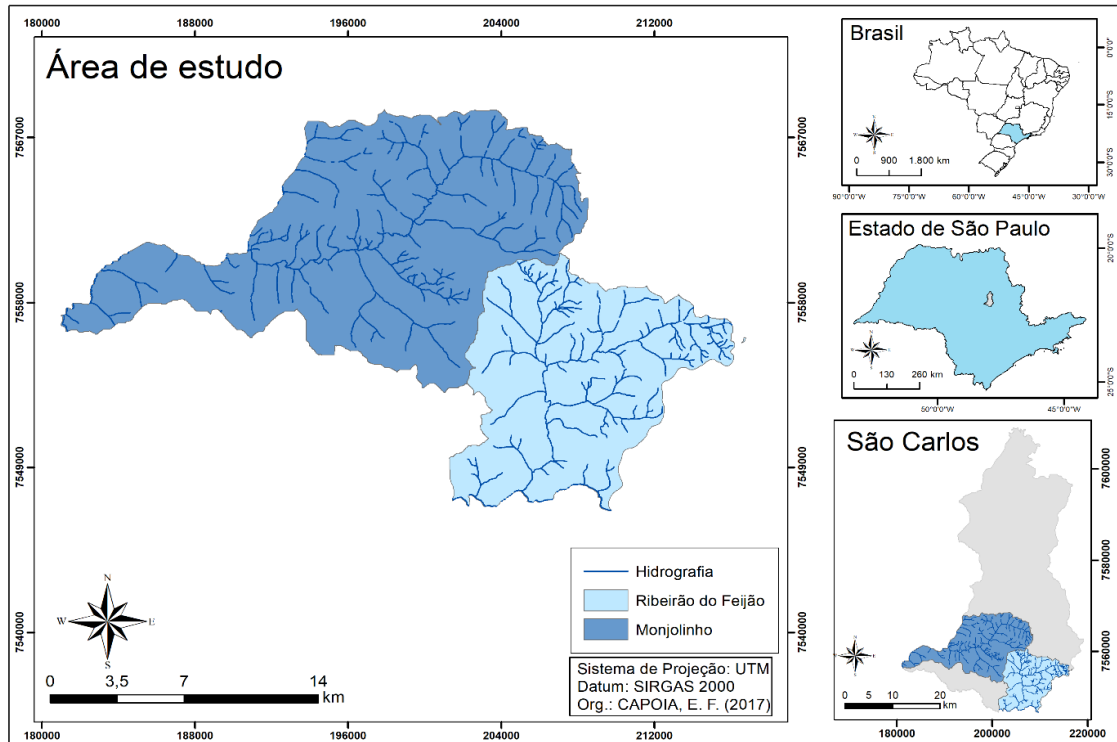 180000 188000 196000 204000 212000
Área de estudo
7567000 7567000
7558000 7558000
7549000 7549000
7540000 7540000
N
W E
S
0 3,5 7 14
km
Hidrografia
Ribeirão do Feijão
Monjolinho
Sistema de Projeção: UTM
Datum: SIRGAS 2000
Org.: CAPOIA, E. F. (2017)
180000 188000 196000 204000 212000
Brasil
0°0'0"
15°0'0"S
30°0'0"S
N
W E
S
0 900 1.800 km
90°0'0"W 75°0'0"W 60°0'0"W 45°0'0"W 30°0'0"W
Estado de São Paulo
20°0'0"S
25°0'0"S
N
W E
S
0 130 260 km
50°0'0"W 45°0'0"W
São Carlos
7600000
7580000
7560000
N
W E
S
0 5 10 20
km
180000 200000 220000